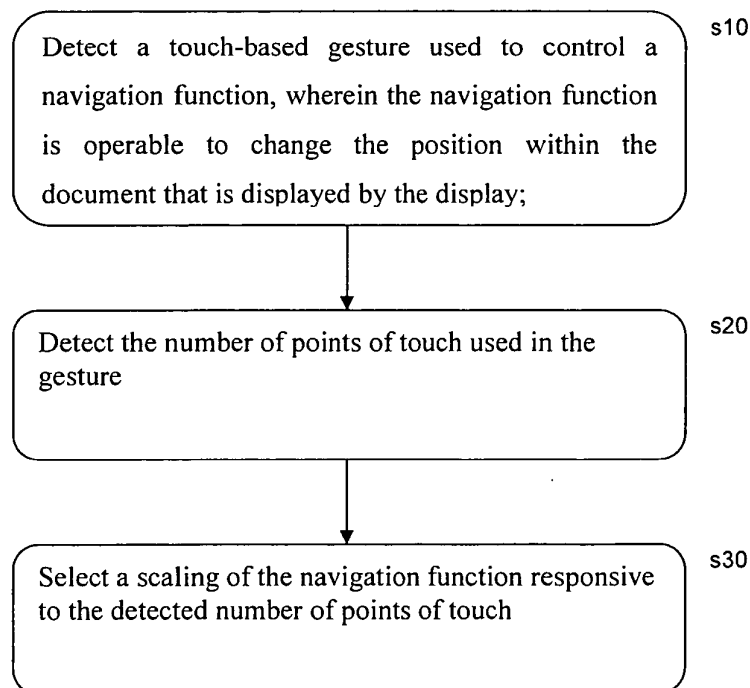 s10
Detect a touch-based gesture used to control a
navigation function, wherein the navigation function
is operable to change the position within the
document that is displayed by the display;
s20
Detect the number of points of touch used in the
gesture
s30
Select a scaling of the navigation function responsive
to the detected number of points of touch